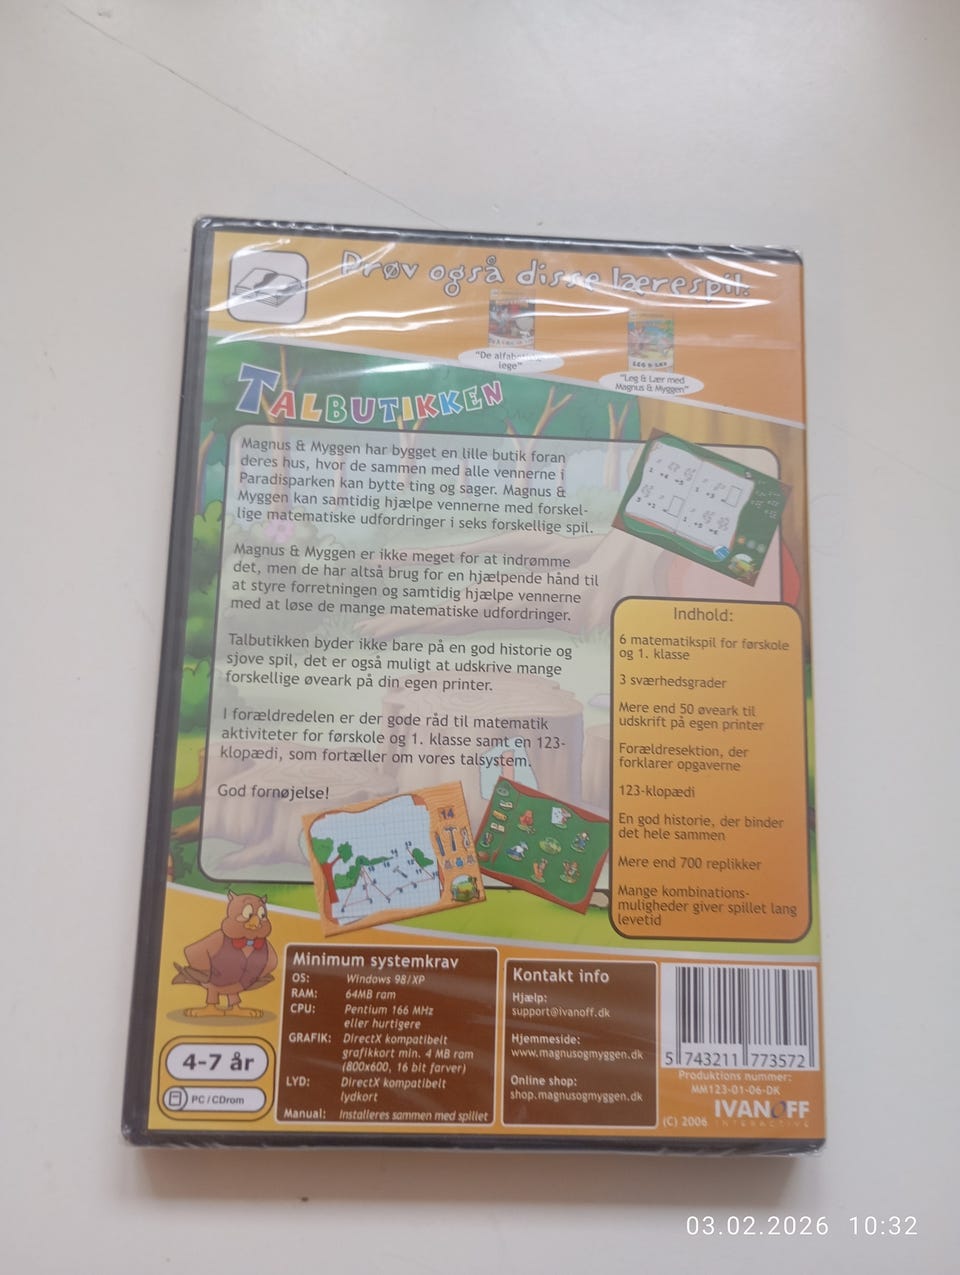 Prøv også disse lærespil:
"De alfabetiske
lege"
"Leg & Lær med
Magnus & Myggen"
TALBUTIKKEN
Magnus & Myggen har bygget en lille butik foran
deres hus, hvor de sammen med alle vennerne i
Paradisparken kan bytte ting og sager. Magnus &
Myggen kan samtidig hjælpe vennerne med forskel-
lige matematiske udfordringer i seks forskellige spil.
Magnus & Myggen er ikke meget for at indrømme
det, men de har altså brug for en hjælpende hånd til
at styre forretningen og samtidig hjælpe vennerne
med at løse de mange matematiske udfordringer.
Talbutikken byder ikke bare på en god historie og
sjove spil, det er også muligt at udskrive mange
forskellige øveark på din egen printer.
I forældredelen er der gode råd til matematik
aktiviteter for førskole og 1. klasse samt en 123-
klopædi, som fortæller om vores talsystem.
God fornøjelse!
Indhold:
6 matematikspil for førskole
og 1. klasse
3 sværhedsgrader
Mere end 50 øveark til
udskrift på egen printer
Forældresektion, der
forklarer opgaverne
123-klopædi
En god historie, der binder
det hele sammen
Mere end 700 replikker
Mange kombinations-
muligheder giver spillet lang
levetid
14
4-7 år
PC / CDrom
Minimum systemkrav
OS: Windows 98/XP
RAM: 64MB ram
CPU: Pentium 166 MHz
eller hurtigere
GRAFIK: DirectX kompatibelt
grafikkort min. 4 MB ram
(800x600, 16 bit farver)
LYD: DirectX kompatibelt
lydkort
Manual: Installeres sammen med spillet
Kontakt info
Hjælp:
support@ivanoff.dk
Hjemmeside:
www.magnusogmyggen.dk
Online shop:
shop.magnusogmyggen.dk
5 743211 773572
Produktions nummer:
MM123-01-06-DK
IVANOFF
(C) 2006 INTERACTIVE
03.02.2026 10:32